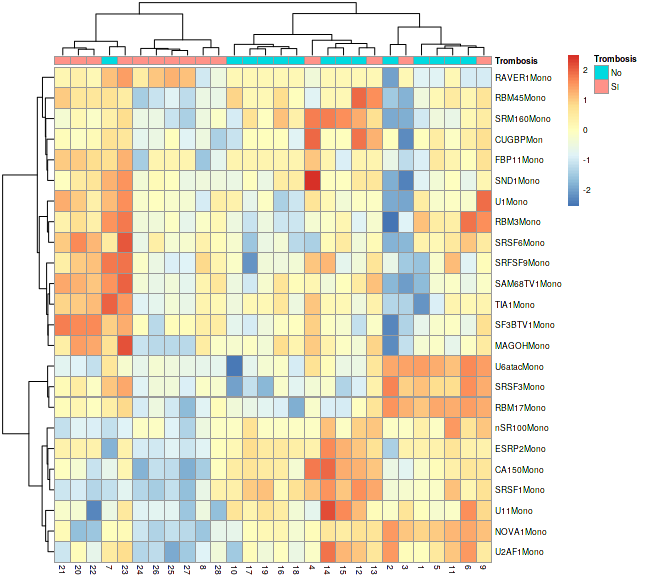 Trombosis
RAVER1Mono
RBM45Mono
SRM160Mono
CUGBPMon
FBP11Mono
SND1Mono
U1Mono
RBM3Mono
SRSF6Mono
SRFSF9Mono
SAM68TV1Mono
TIA1Mono
SF3BTV1Mono
MAGOHMono
U6atacMono
SRSF3Mono
RBM17Mono
nSR100Mono
ESRP2Mono
CA150Mono
SRSF1Mono
U11Mono
NOVA1Mono
U2AF1Mono
21 20 22 7 23 24 26 25 27 8 28 10 17 19 16 18 4 14 15 12 13 2 3 1 5 11 6 9
2
1
0
-1
-2
Trombosis
No
SI